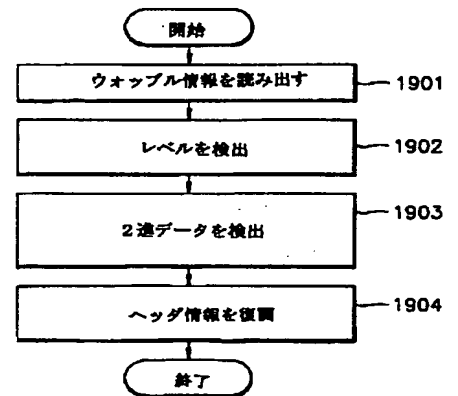 開始
ウォッブル情報を読み出す
1901
レベルを検出
1902
2進データを検出
1903
ヘッダ情報を復調
1904
終了